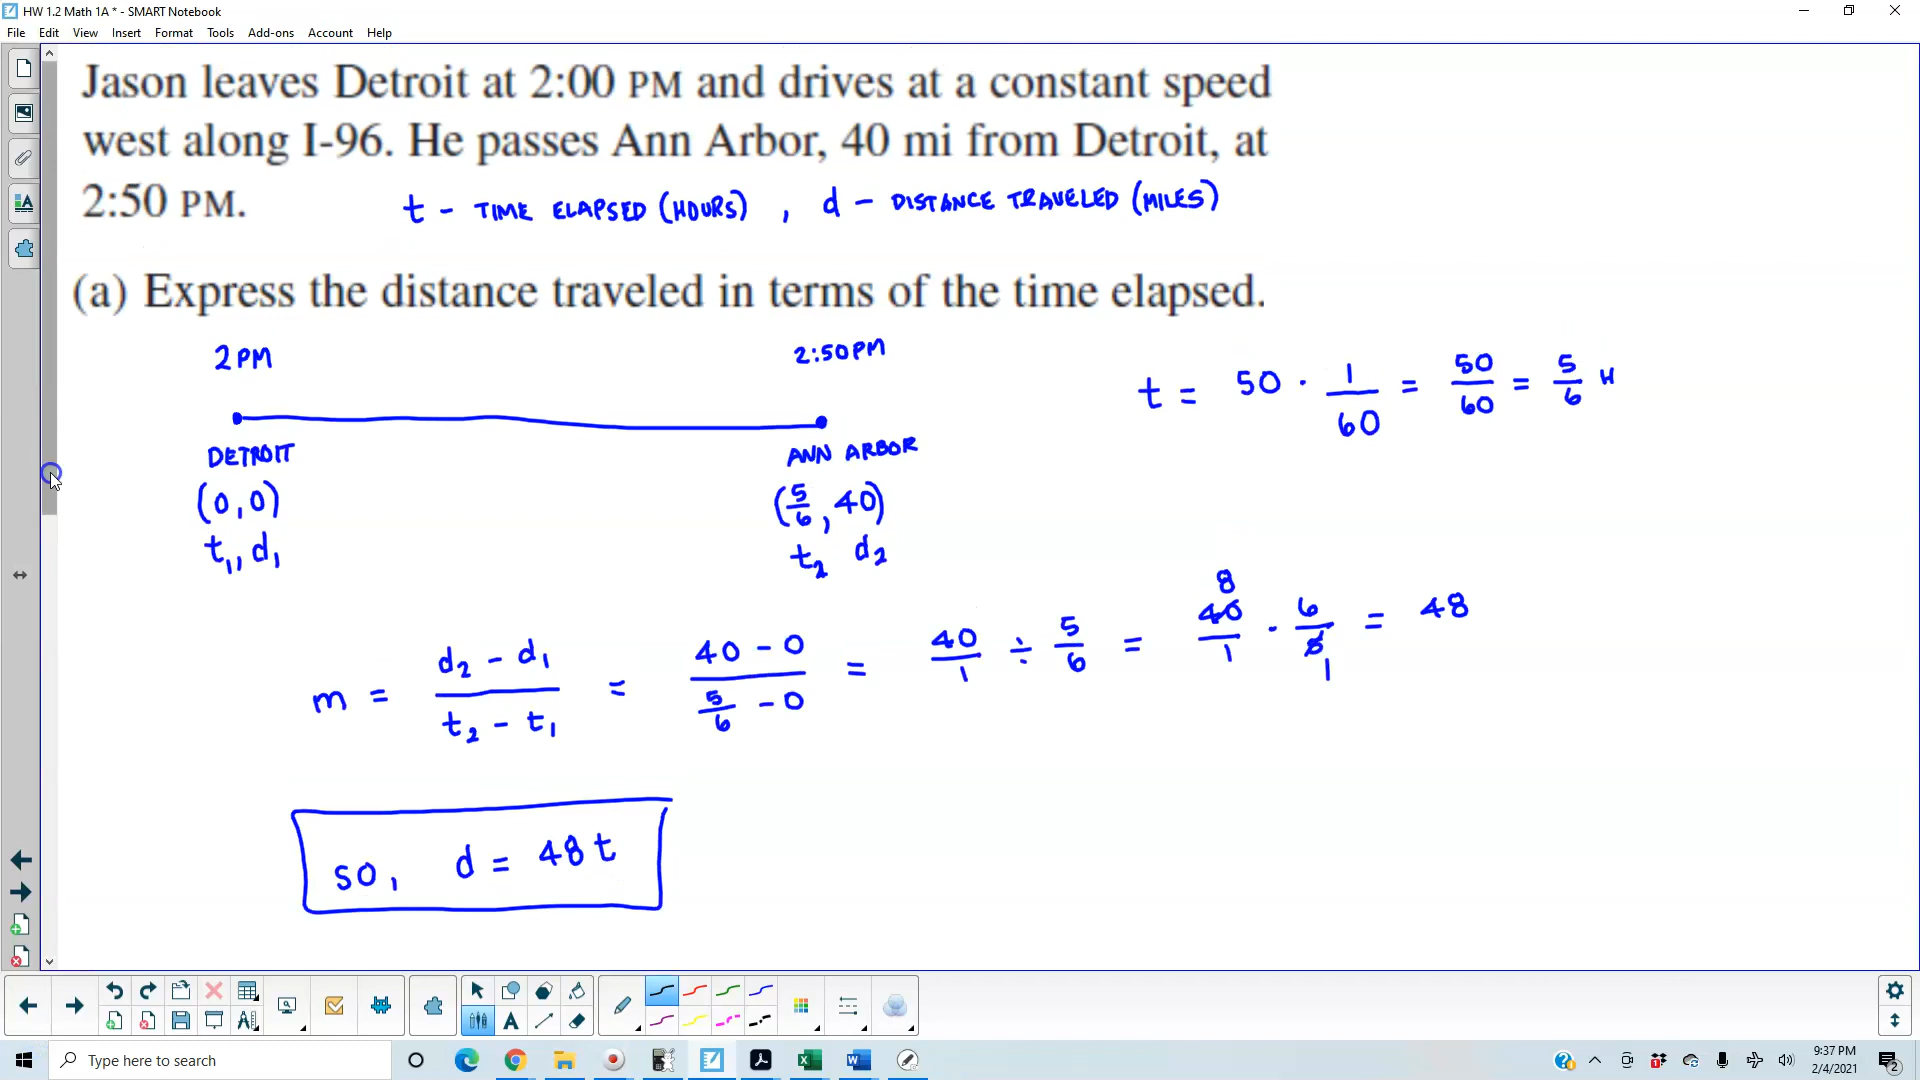 HW 1.2 Math 1A * - SMART Notebook
File Edit View Insert Format Tools Add-ons Account Help
Jason leaves Detroit at 2:00 PM and drives at a constant speed
west along I-96. He passes Ann Arbor, 40 mi from Detroit, at
2:50 PM.
t - TIME ELAPSED (HOURS) , d - DISTANCE TRAVELED (MILES)
(a) Express the distance traveled in terms of the time elapsed.
2PM 2:50PM
t = 50 · 1/60 = 50/60 = 5/6 H
DETROIT ANN ARBOR
(0,0) (5/6, 40)
t₁, d₁ t₂ d₂
m = (d₂ - d₁)/(t₂ - t₁) = (40 - 0)/(5/6 - 0) = 40/1 ÷ 5/6 = 8 40/1 · 6/5 1 = 48
so, d = 48t
Type here to search
9:37 PM
2/4/2021
2